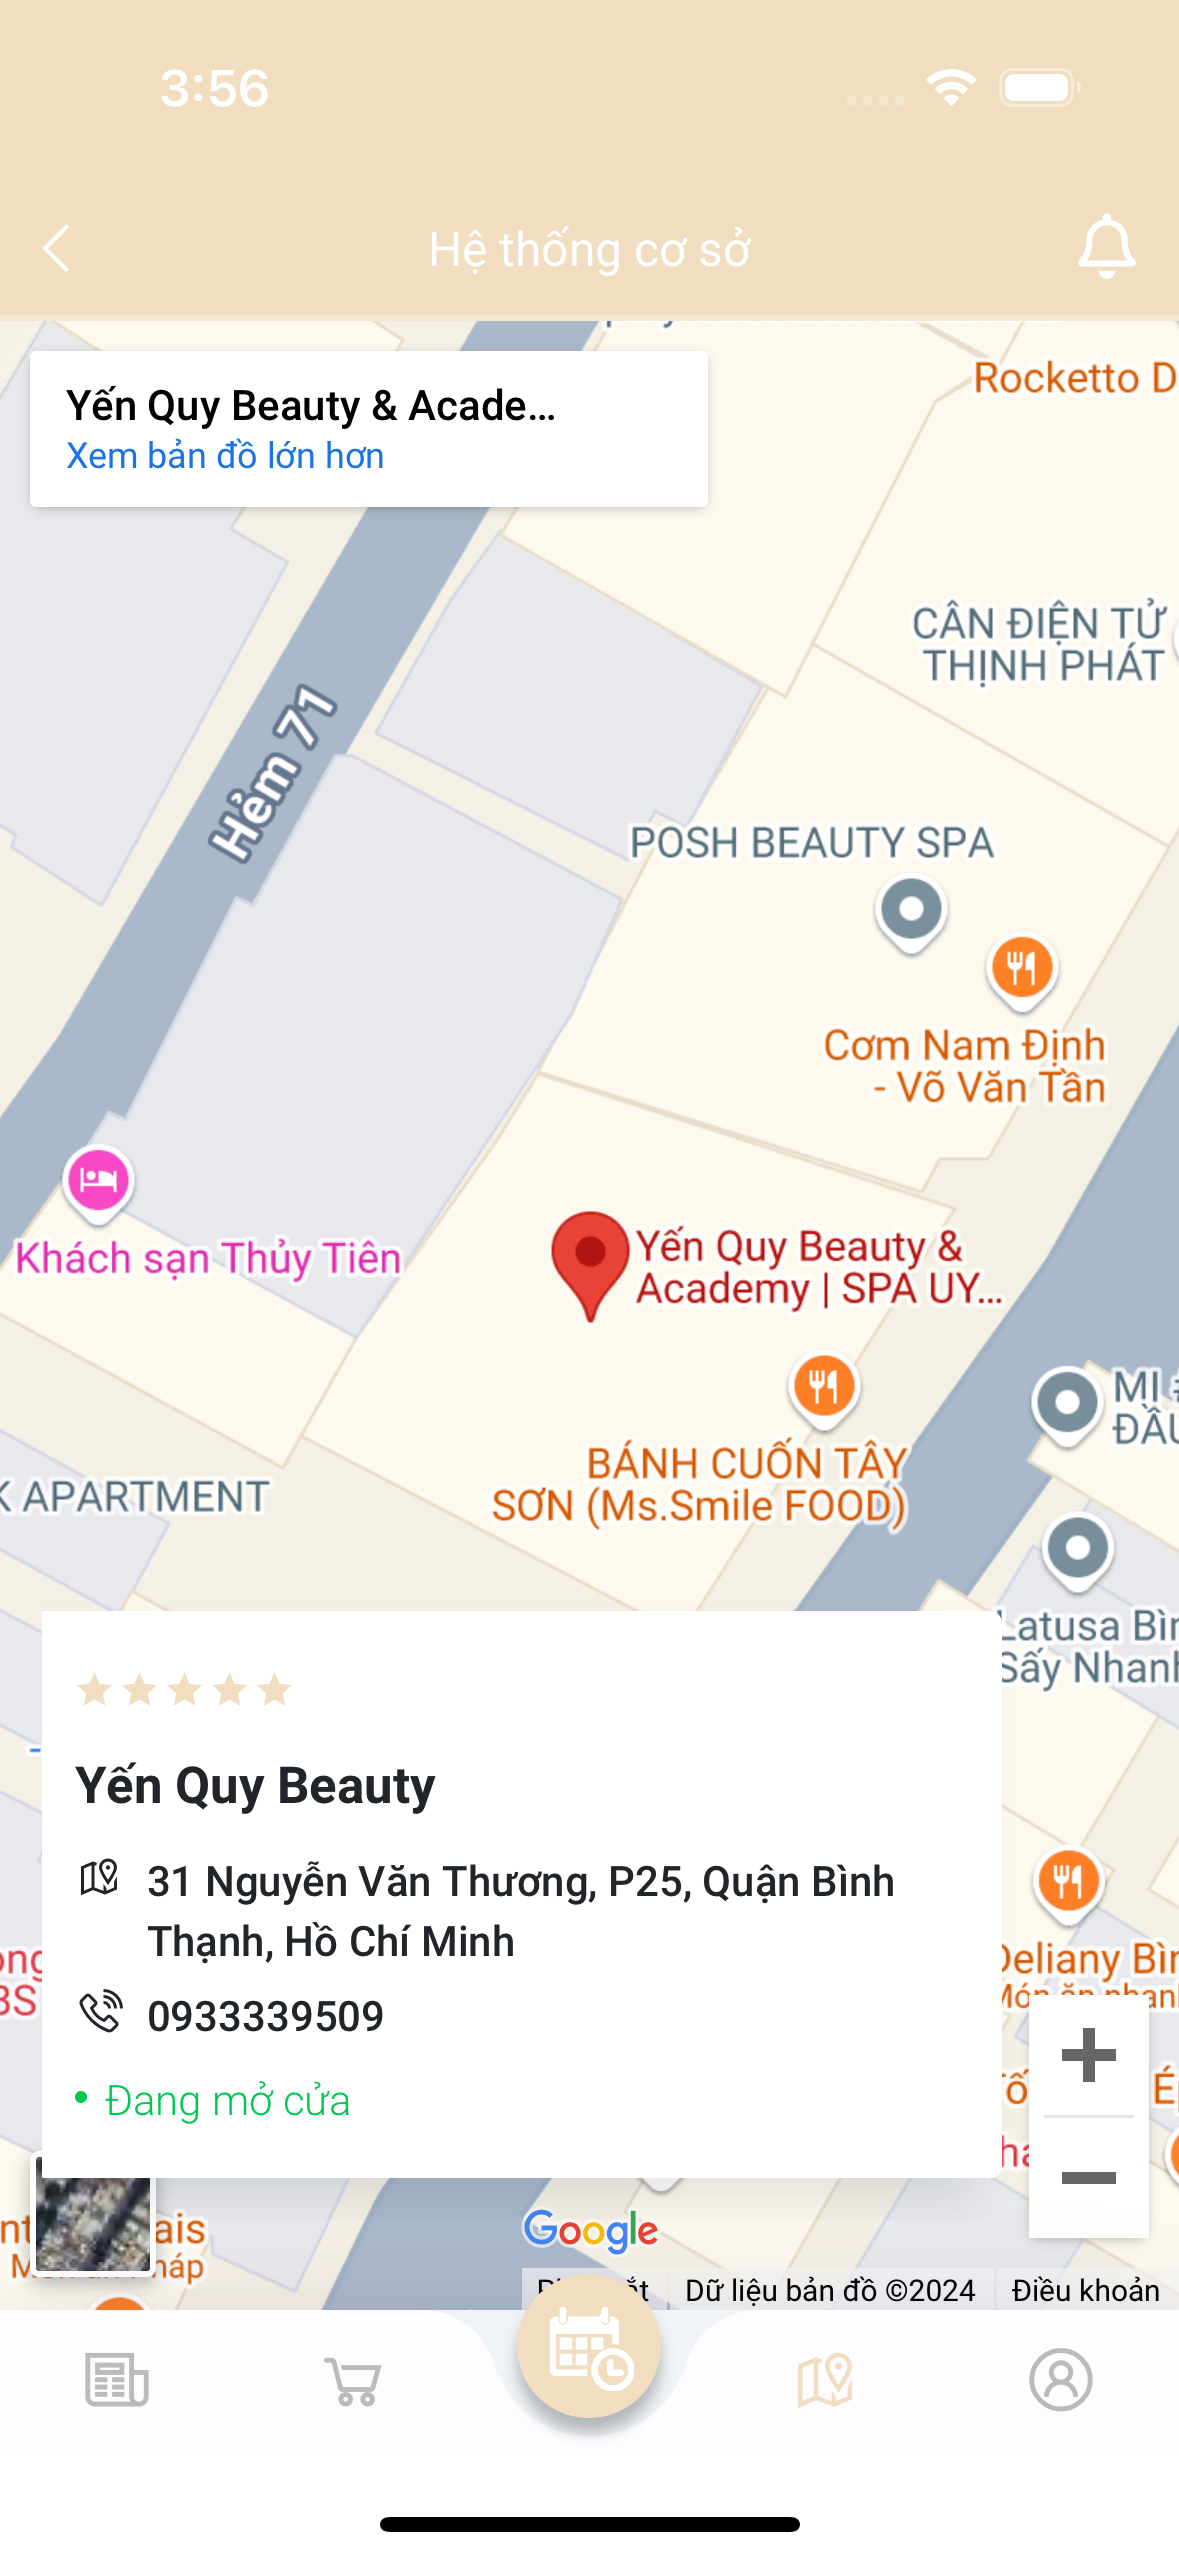 3:56
Hệ thống cơ sở
Rocketto D
Yến Quy Beauty & Acade...
Xem bản đồ lớn hơn
CÂN ĐIỆN TỬ
THỊNH PHÁT
Hẻm 71
POSH BEAUTY SPA
Cơm Nam Định
- Võ Văn Tần
Khách sạn Thủy Tiên
Yến Quy Beauty &
Academy | SPA UY...
MI
ĐẦU
BÁNH CUỐN TÂY
SƠN (Ms.Smile FOOD)
K APARTMENT
Latusa Bìn
Sấy Nhanh
Yến Quy Beauty
31 Nguyễn Văn Thương, P25, Quận Bình
Thạnh, Hồ Chí Minh
0933339509
Đang mở cửa
Deliany Bìn
Google
Dữ liệu bản đồ ©2024
Điều khoản